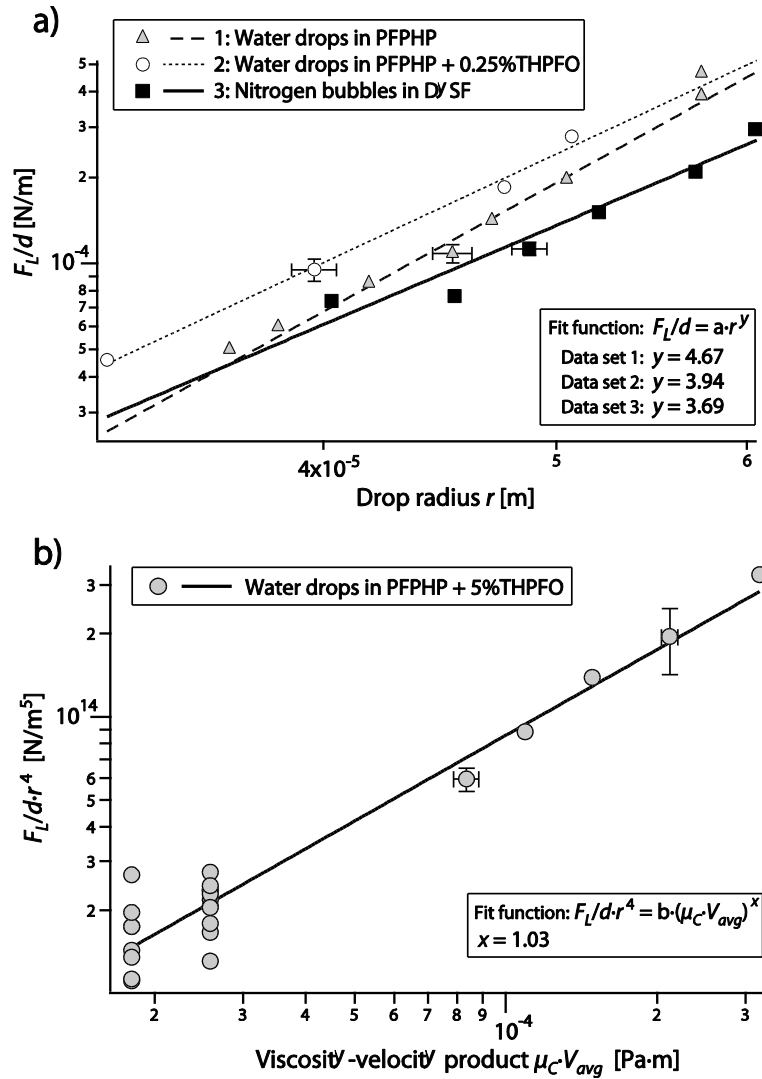 a)
1: Water drops in PFPHP
2: Water drops in PFPHP + 0.25%THPFO
3: Nitrogen bubbles in DySF
5
4
3
2
10⁻⁴
8
7
6
5
4
3
F_L/d [N/m]
Fit function: F_L/d = a·r^y
Data set 1: y = 4.67
Data set 2: y = 3.94
Data set 3: y = 3.69
4x10⁻⁵
5
6
Drop radius r [m]
b)
Water drops in PFPHP + 5%THPFO
3
2
10¹⁴
6
5
4
3
2
F_L/d·r⁴ [N/m⁵]
Fit function: F_L/d·r⁴ = b·(μ_C·V_avg)^x
x = 1.03
2
3
4
5
6
7
8
9
10⁻⁴
2
3
Viscosity-velocity product μ_C·V_avg [Pa·m]